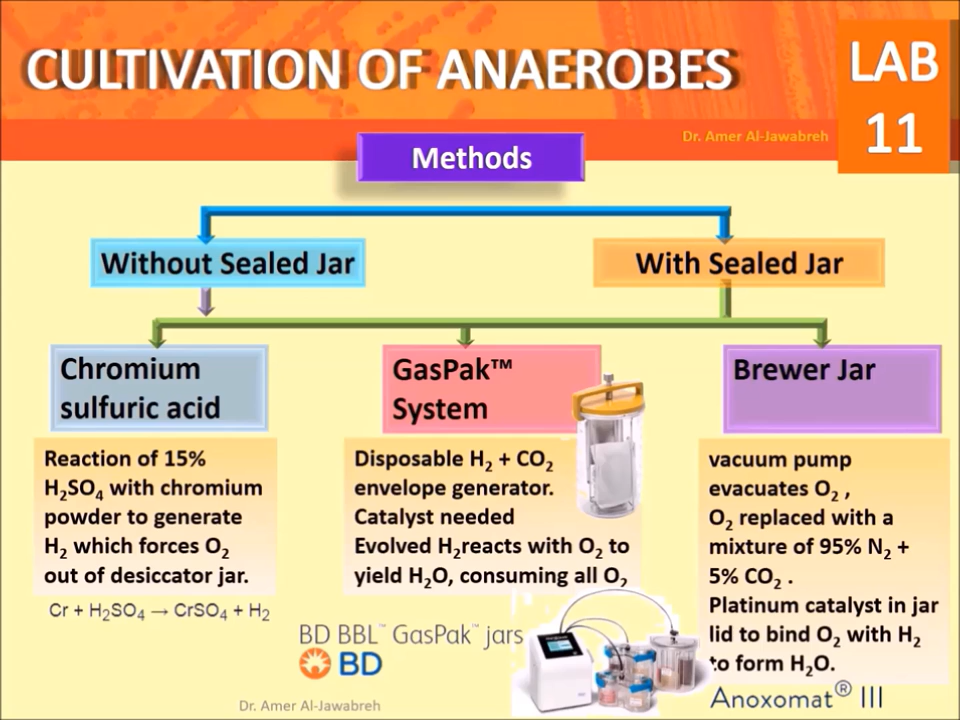 CULTIVATION OF ANAEROBES
LAB
11
Dr. Amer Al-Jawabreh
Methods
Without Sealed Jar
With Sealed Jar
Chromium
sulfuric acid
GasPak™
System
Brewer Jar
Reaction of 15%
H₂SO₄ with chromium
powder to generate
H₂ which forces O₂
out of desiccator jar.
Cr + H₂SO₄ → CrSO₄ + H₂
Disposable H₂ + CO₂
envelope generator.
Catalyst needed
Evolved H₂reacts with O₂ to
yield H₂O, consuming all O₂
BD BBL™ GasPak™ jars
BD
vacuum pump
evacuates O₂ ,
O₂ replaced with a
mixture of 95% N₂ +
5% CO₂ .
Platinum catalyst in jar
lid to bind O₂ with H₂
to form H₂O.
Anoxomat® III
Dr. Amer Al-Jawabreh